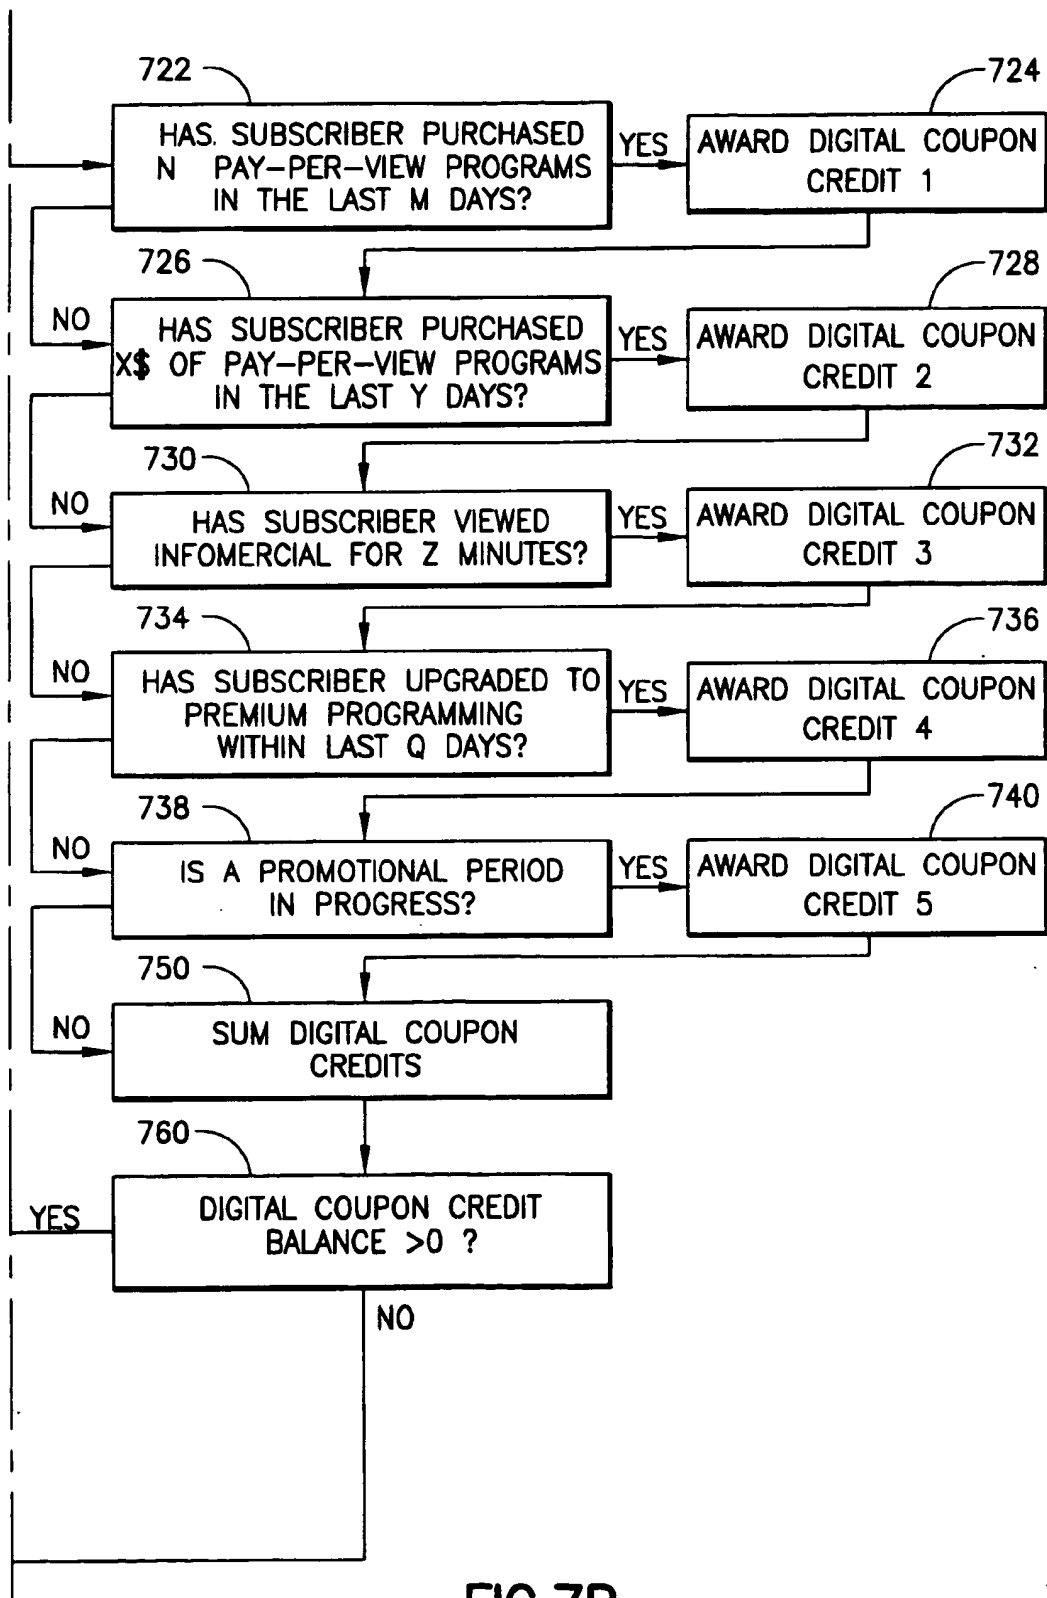 722
724
HAS. SUBSCRIBER PURCHASED
N PAY-PER-VIEW PROGRAMS
IN THE LAST M DAYS?
YES
AWARD DIGITAL COUPON
CREDIT 1
726
728
NO
HAS SUBSCRIBER PURCHASED
X$ OF PAY-PER-VIEW PROGRAMS
IN THE LAST Y DAYS?
YES
AWARD DIGITAL COUPON
CREDIT 2
730
732
NO
HAS SUBSCRIBER VIEWED
INFOMERCIAL FOR Z MINUTES?
YES
AWARD DIGITAL COUPON
CREDIT 3
734
736
NO
HAS SUBSCRIBER UPGRADED TO
PREMIUM PROGRAMMING
WITHIN LAST Q DAYS?
YES
AWARD DIGITAL COUPON
CREDIT 4
738
740
NO
IS A PROMOTIONAL PERIOD
IN PROGRESS?
YES
AWARD DIGITAL COUPON
CREDIT 5
750
NO
SUM DIGITAL COUPON
CREDITS
760
YES
DIGITAL COUPON CREDIT
BALANCE >0 ?
NO